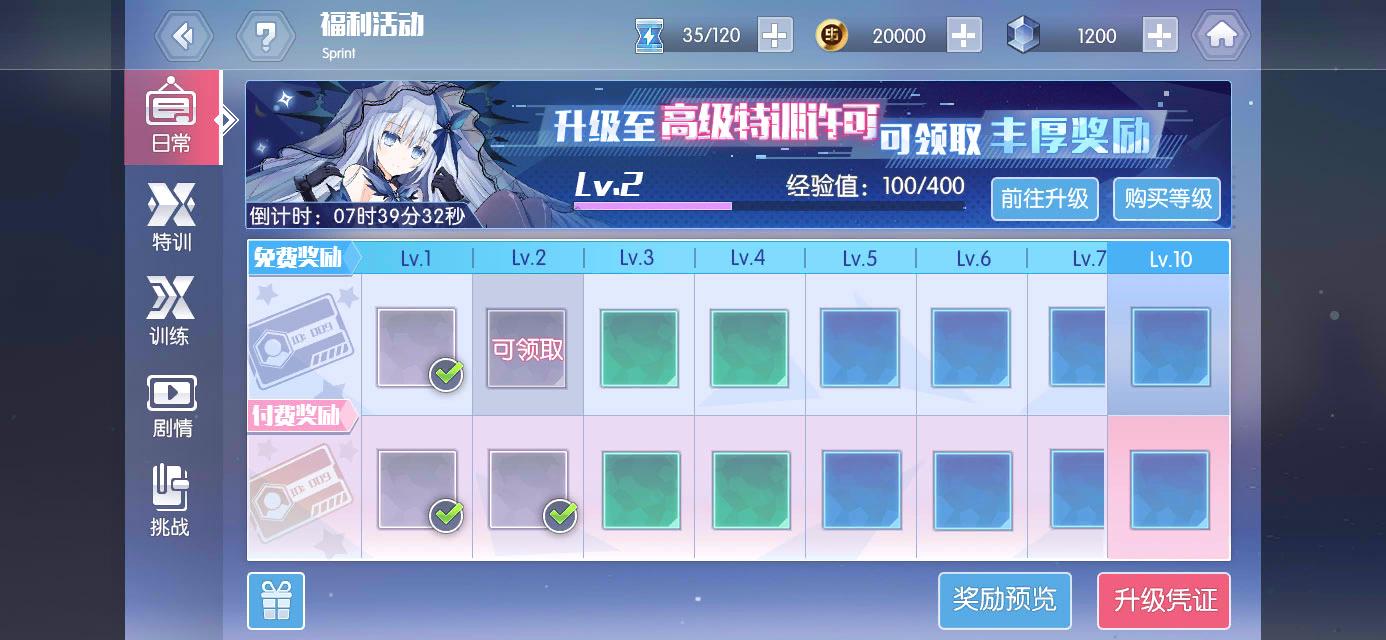 福利活动
Sprint
35/120
20000
1200
日常
特训
训练
剧情
挑战
升级至高级特训许可可领取丰厚奖励
Lv.2
经验值：100/400
前往升级
购买等级
倒计时：07时39分32秒
免费奖励
Lv.1
Lv.2
Lv.3
Lv.4
Lv.5
Lv.6
Lv.7
Lv.10
ID: 009
可领取
付费奖励
ID: 009
奖励预览
升级凭证